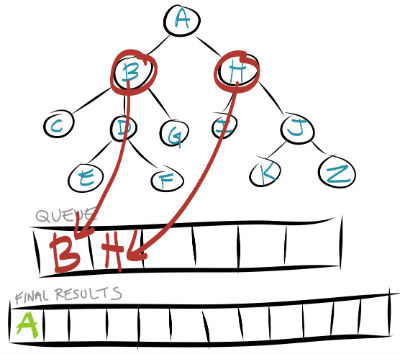 A
B H
C D G I J
E F K Z
QUEUE
B H
FINAL RESULTS
A